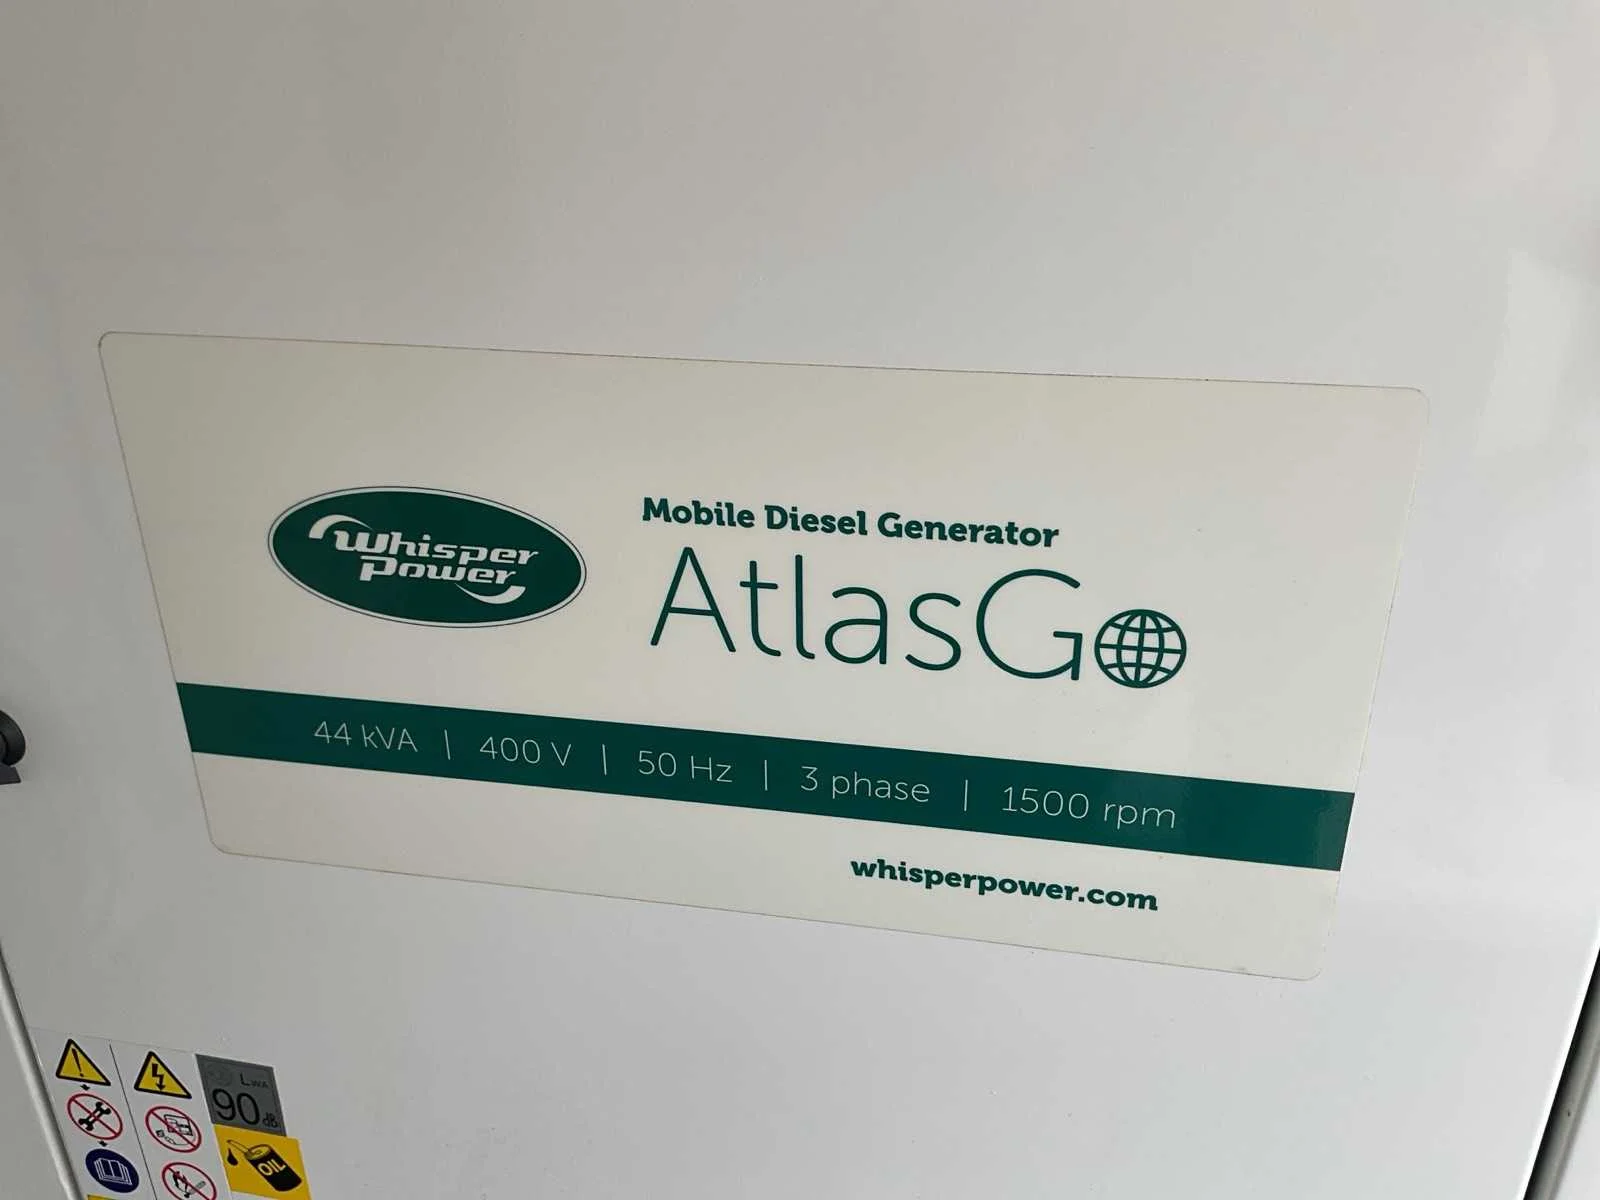 Whisper
Power
Mobile Diesel Generator
AtlasGo
44 kVA | 400 V | 50 Hz | 3 phase | 1500 rpm
whisperpower.com
LWA
90 dB
OIL